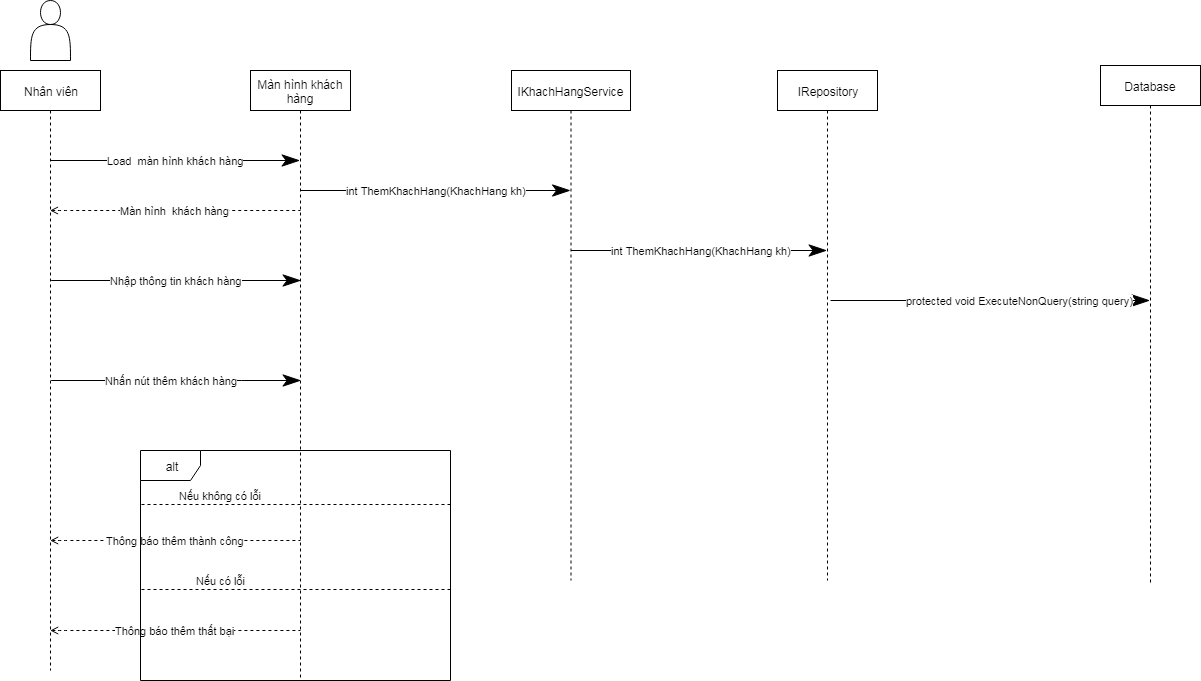 Nhân viên
Màn hình khách
hàng
IKhachHangService
IRepository
Database
Load màn hình khách hàng
int ThemKhachHang(KhachHang kh)
Màn hình khách hàng
int ThemKhachHang(KhachHang kh)
Nhập thông tin khách hàng
protected void ExecuteNonQuery(string query)
Nhấn nút thêm khách hàng
alt
Nếu không có lỗi
Thông báo thêm thành công
Nếu có lỗi
Thông báo thêm thất bại